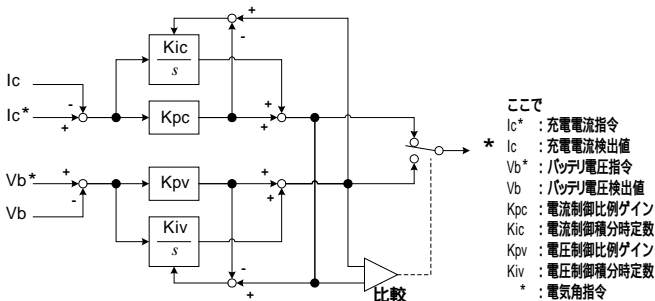 Kic
s
Ic
Ic*
Kpc
+
-
-
+
+
+
Vb*
Vb
Kpv
Kiv
s
+
-
+
+
-
+
比較
*
ここで
Ic* : 充電電流指令
Ic : 充電電流検出値
Vb* : バッテリ電圧指令
Vb : バッテリ電圧検出値
Kpc : 電流制御比例ゲイン
Kic : 電流制御積分時定数
Kpv : 電圧制御比例ゲイン
Kiv : 電圧制御積分時定数
* : 電気角指令